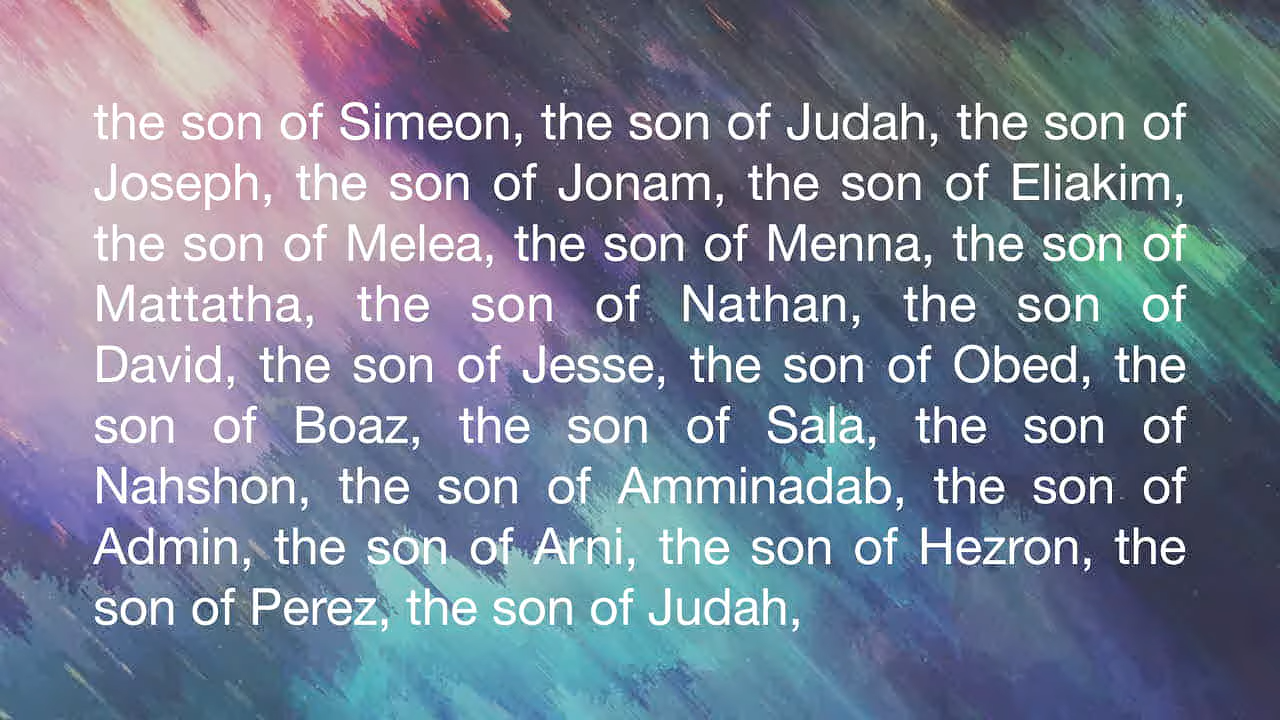 the son of Simeon, the son of Judah, the son of
Joseph, the son of Jonam, the son of Eliakim,
the son of Melea, the son of Menna, the son of
Mattatha, the son of Nathan, the son of
David, the son of Jesse, the son of Obed, the
son of Boaz, the son of Sala, the son of
Nahshon, the son of Amminadab, the son of
Admin, the son of Arni, the son of Hezron, the
son of Perez, the son of Judah,